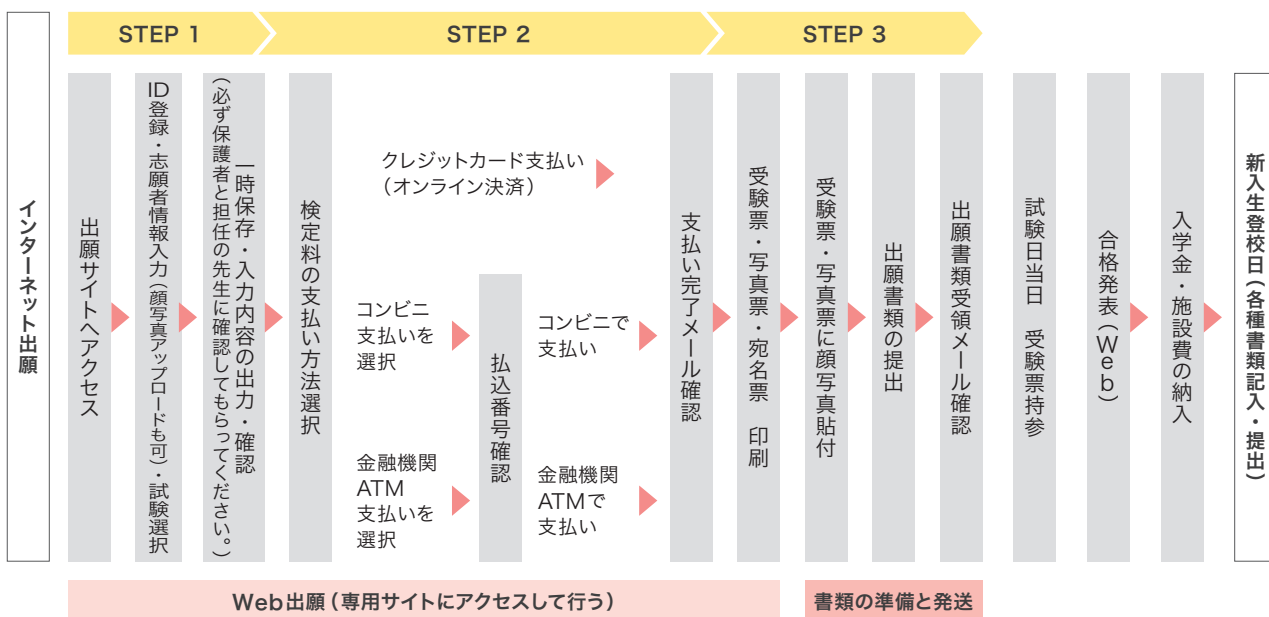 STEP 1
STEP 2
STEP 3
インターネット出願
出願サイトへアクセス
ID登録・志願者情報入力（顔写真アップロードも可）・試験選択
一時保存・入力内容の出力・確認
（必ず保護者と担任の先生に確認してもらってください。）
検定料の支払い方法選択
クレジットカード支払い
（オンライン決済）
コンビニ
支払いを
選択
金融機関
ATM
支払いを
選択
払込番号確認
コンビニで
支払い
金融機関
ATMで
支払い
支払い完了メール確認
受験票・写真票・宛名票　印刷
受験票・写真票に顔写真貼付
出願書類の提出
出願書類受領メール確認
試験日当日　受験票持参
合格発表（Web）
入学金・施設費の納入
新入生登校日（各種書類記入・提出）
Web出願（専用サイトにアクセスして行う）
書類の準備と発送